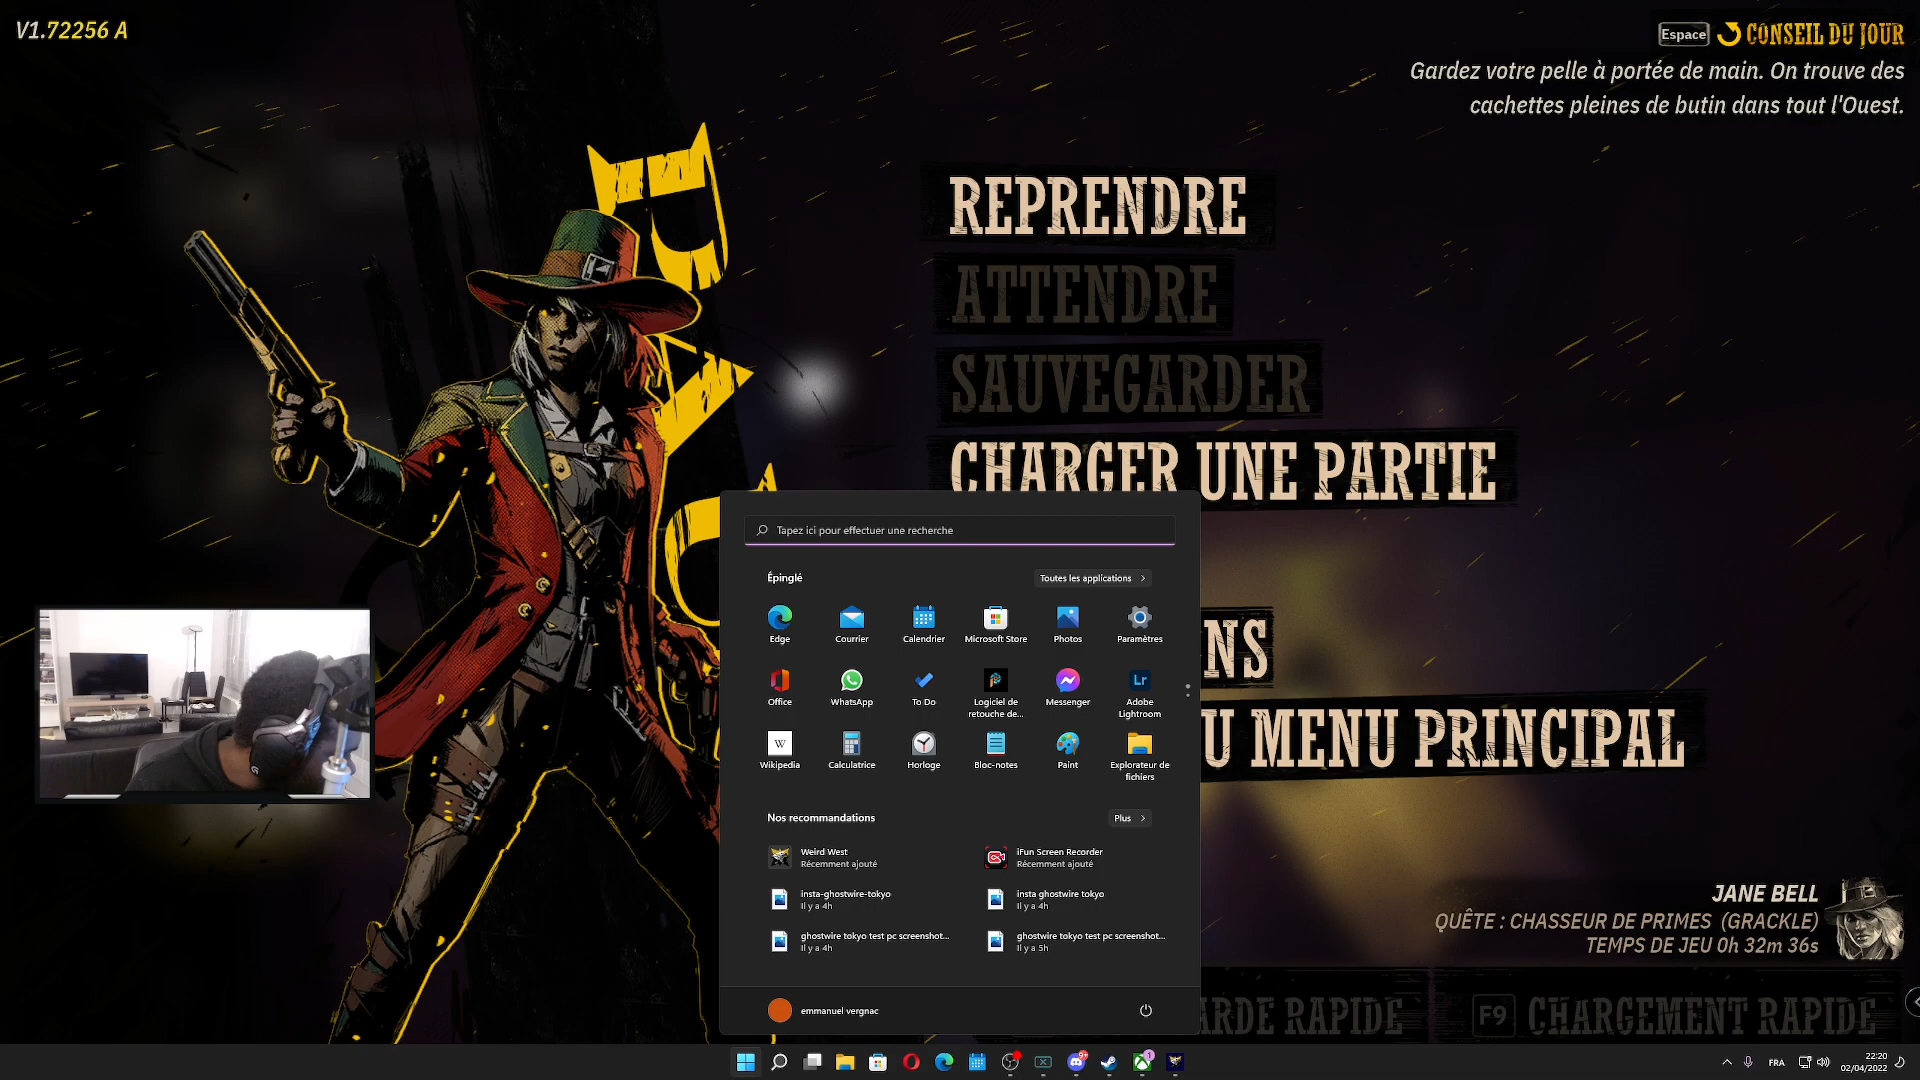 V1.72256 A
Espace CONSEIL DU JOUR
Gardez votre pelle à portée de main. On trouve des
cachettes pleines de butin dans tout l'Ouest.
REPRENDRE
ATTENDRE
SAUVEGARDER
CHARGER UNE PARTIE
NS
U MENU PRINCIPAL
Tapez ici pour effectuer une recherche
Épinglé
Toutes les applications
Edge
Courrier
Calendrier
Microsoft Store
Photos
Paramètres
Office
WhatsApp
To Do
Logiciel de
retouche de...
Messenger
Lr
Adobe
Lightroom
W
Wikipedia
Calculatrice
Horloge
Bloc-notes
Paint
Explorateur de
fichiers
Nos recommandations
Plus
Weird West
Récemment ajouté
iFun Screen Recorder
Récemment ajouté
insta-ghostwire-tokyo
Il y a 4h
insta ghostwire tokyo
Il y a 4h
ghostwire tokyo test pc screenshot...
Il y a 4h
ghostwire tokyo test pc screenshot...
Il y a 5h
emmanuel vergnac
JANE BELL
QUÊTE : CHASSEUR DE PRIMES (GRACKLE)
TEMPS DE JEU 0h 32m 36s
RDE RAPIDE
F9 CHARGEMENT RAPIDE
9+
1
FRA
22:20
02/04/2022